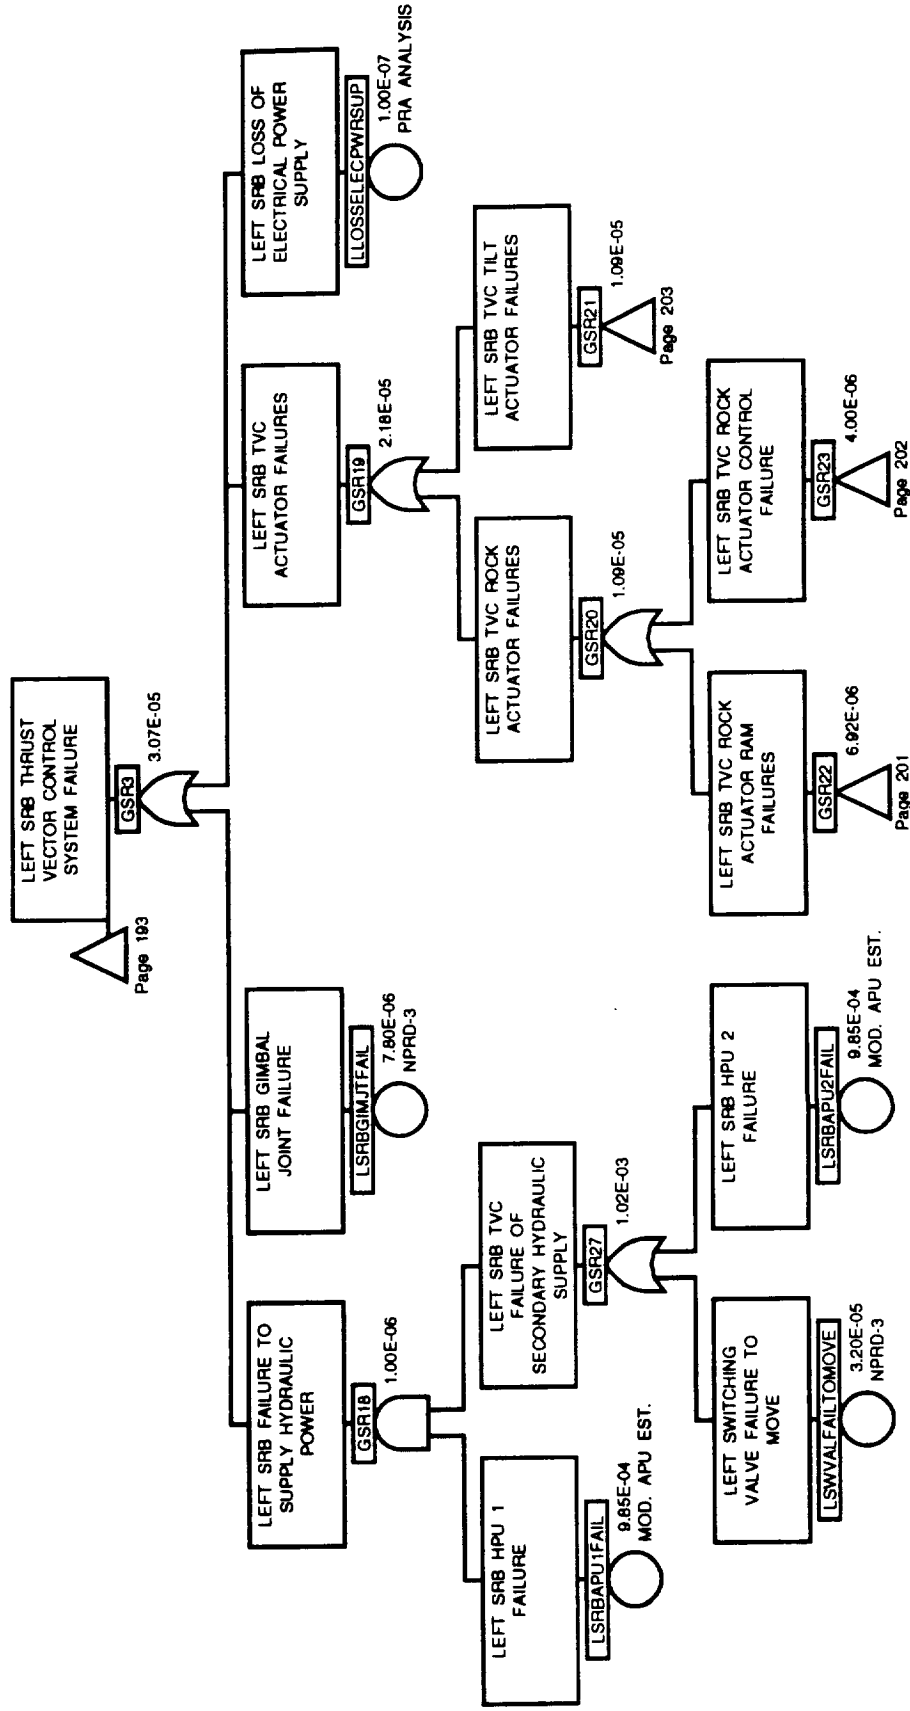 LEFT SRB THRUST
VECTOR CONTROL
SYSTEM FAILURE
GSR3
3.07E-05
Page 193
LEFT SRB FAILURE TO
SUPPLY HYDRAULIC
POWER
GSR18
1.00E-06
LEFT SRB GIMBAL
JOINT FAILURE
LSRBGIMJTFAIL
7.80E-06
NPRD-3
LEFT SRB TVC
ACTUATOR FAILURES
GSR19
2.18E-05
LEFT SRB LOSS OF
ELECTRICAL POWER
SUPPLY
LLOSSELECPWRSUP
1.00E-07
PRA ANALYSIS
LEFT SRB HPU 1
FAILURE
LSRBAPU1FAIL
9.85E-04
MOD. APU EST.
LEFT SRB TVC
FAILURE OF
SECONDARY HYDRAULIC
SUPPLY
GSR27
1.02E-03
LEFT SRB TVC ROCK
ACTUATOR FAILURES
GSR20
1.09E-05
LEFT SRB TVC TILT
ACTUATOR FAILURES
GSR21
1.09E-05
Page 203
LEFT SWITCHING
VALVE FAILURE TO
MOVE
LSWVALFAILTOMOVE
3.20E-05
NPRD-3
LEFT SRB HPU 2
FAILURE
LSRBAPU2FAIL
9.85E-04
MOD. APU EST.
LEFT SRB TVC ROCK
ACTUATOR RAM
FAILURES
GSR22
6.92E-06
Page 201
LEFT SRB TVC ROCK
ACTUATOR CONTROL
FAILURE
GSR23
4.00E-06
Page 202